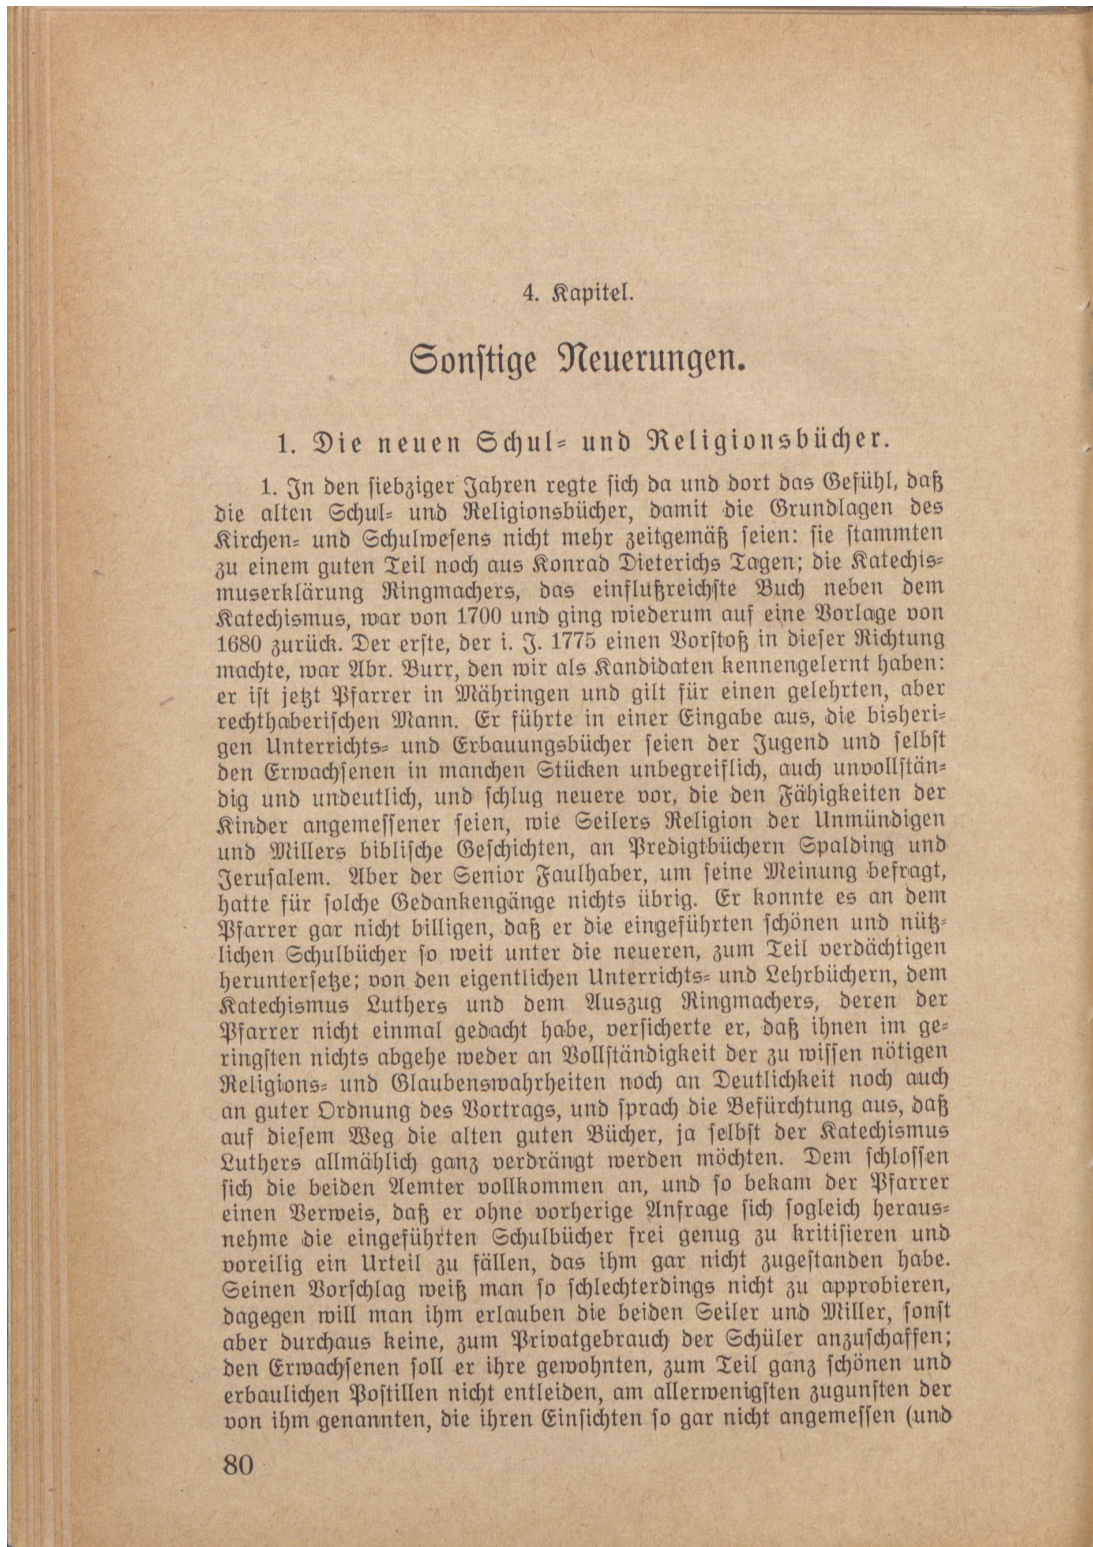 4. Kapitel.
Sonstige Neuerungen.
1. Die neuen Schul- und Religionsbücher.
1. In den siebziger Jahren regte sich da und dort das Gefühl, daß
die alten Schul- und Religionsbücher, damit die Grundlagen des
Kirchen- und Schulwesens nicht mehr zeitgemäß seien: sie stammten
zu einem guten Teil noch aus Konrad Dieterichs Tagen; die Katechis-
muserklärung Ringmachers, das einflußreichste Buch neben dem
Katechismus, war von 1700 und ging wiederum auf eine Vorlage von
1680 zurück. Der erste, der i. J. 1775 einen Vorstoß in dieser Richtung
machte, war Abr. Burr, den wir als Kandidaten kennengelernt haben:
er ist jetzt Pfarrer in Mähringen und gilt für einen gelehrten, aber
rechthaberischen Mann. Er führte in einer Eingabe aus, die bisheri-
gen Unterrichts- und Erbauungsbücher seien der Jugend und selbst
den Erwachsenen in manchen Stücken unbegreiflich, auch unvollstän-
dig und undeutlich, und schlug neuere vor, die den Fähigkeiten der
Kinder angemessener seien, wie Seilers Religion der Unmündigen
und Millers biblische Geschichten, an Predigtbüchern Spalding und
Jerusalem. Aber der Senior Faulhaber, um seine Meinung befragt,
hatte für solche Gedankengänge nichts übrig. Er konnte es an dem
Pfarrer gar nicht billigen, daß er die eingeführten schönen und nütz-
lichen Schulbücher so weit unter die neueren, zum Teil verdächtigen
heruntersetze; von den eigentlichen Unterrichts- und Lehrbüchern, dem
Katechismus Luthers und dem Auszug Ringmachers, deren der
Pfarrer nicht einmal gedacht habe, versicherte er, daß ihnen im ge-
ringsten nichts abgehe weder an Vollständigkeit der zu wissen nötigen
Religions- und Glaubenswahrheiten noch an Deutlichkeit noch auch
an guter Ordnung des Vortrags, und sprach die Befürchtung aus, daß
auf diesem Weg die alten guten Bücher, ja selbst der Katechismus
Luthers allmählich ganz verdrängt werden möchten. Dem schlossen
sich die beiden Aemter vollkommen an, und so bekam der Pfarrer
einen Verweis, daß er ohne vorherige Anfrage sich sogleich heraus-
nehme die eingeführten Schulbücher frei genug zu kritisieren und
voreilig ein Urteil zu fällen, das ihm gar nicht zugestanden habe.
Seinen Vorschlag weiß man so schlechterdings nicht zu approbieren,
dagegen will man ihm erlauben die beiden Seiler und Miller, sonst
aber durchaus keine, zum Privatgebrauch der Schüler anzuschaffen;
den Erwachsenen soll er ihre gewohnten, zum Teil ganz schönen und
erbaulichen Postillen nicht entleiden, am allerwenigsten zugunsten der
von ihm genannten, die ihren Einsichten so gar nicht angemessen (und
80